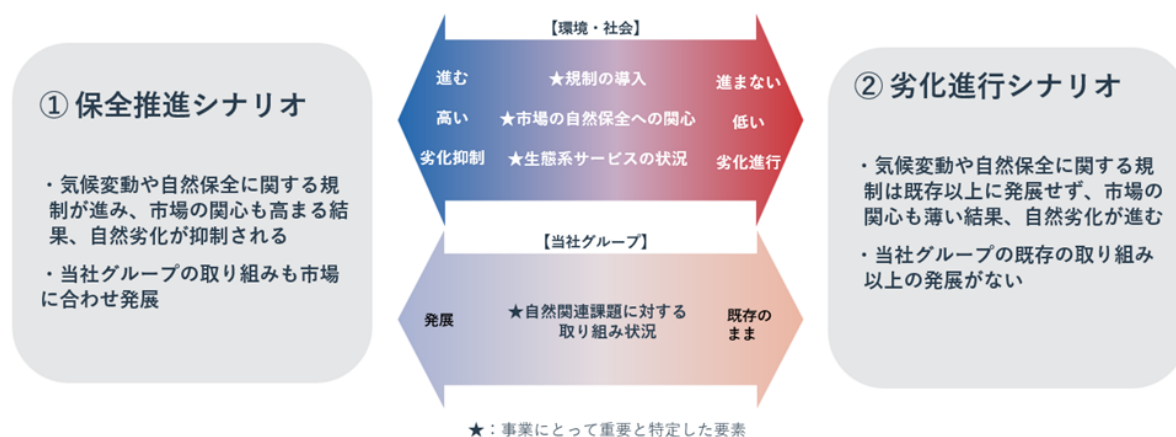 ① 保全推進シナリオ
・気候変動や自然保全に関する規
制が進み、市場の関心も高まる結
果、自然劣化が抑制される
・当社グループの取り組みも市場
に合わせ発展
【環境・社会】
進む ★規制の導入 進まない
高い ★市場の自然保全への関心 低い
劣化抑制 ★生態系サービスの状況 劣化進行
【当社グループ】
発展 ★自然関連課題に対する
取り組み状況
既存の
まま
② 劣化進行シナリオ
・気候変動や自然保全に関する規
制は既存以上に発展せず、市場の
関心も薄い結果、自然劣化が進む
・当社グループの既存の取り組み
以上の発展がない
★：事業にとって重要と特定した要素